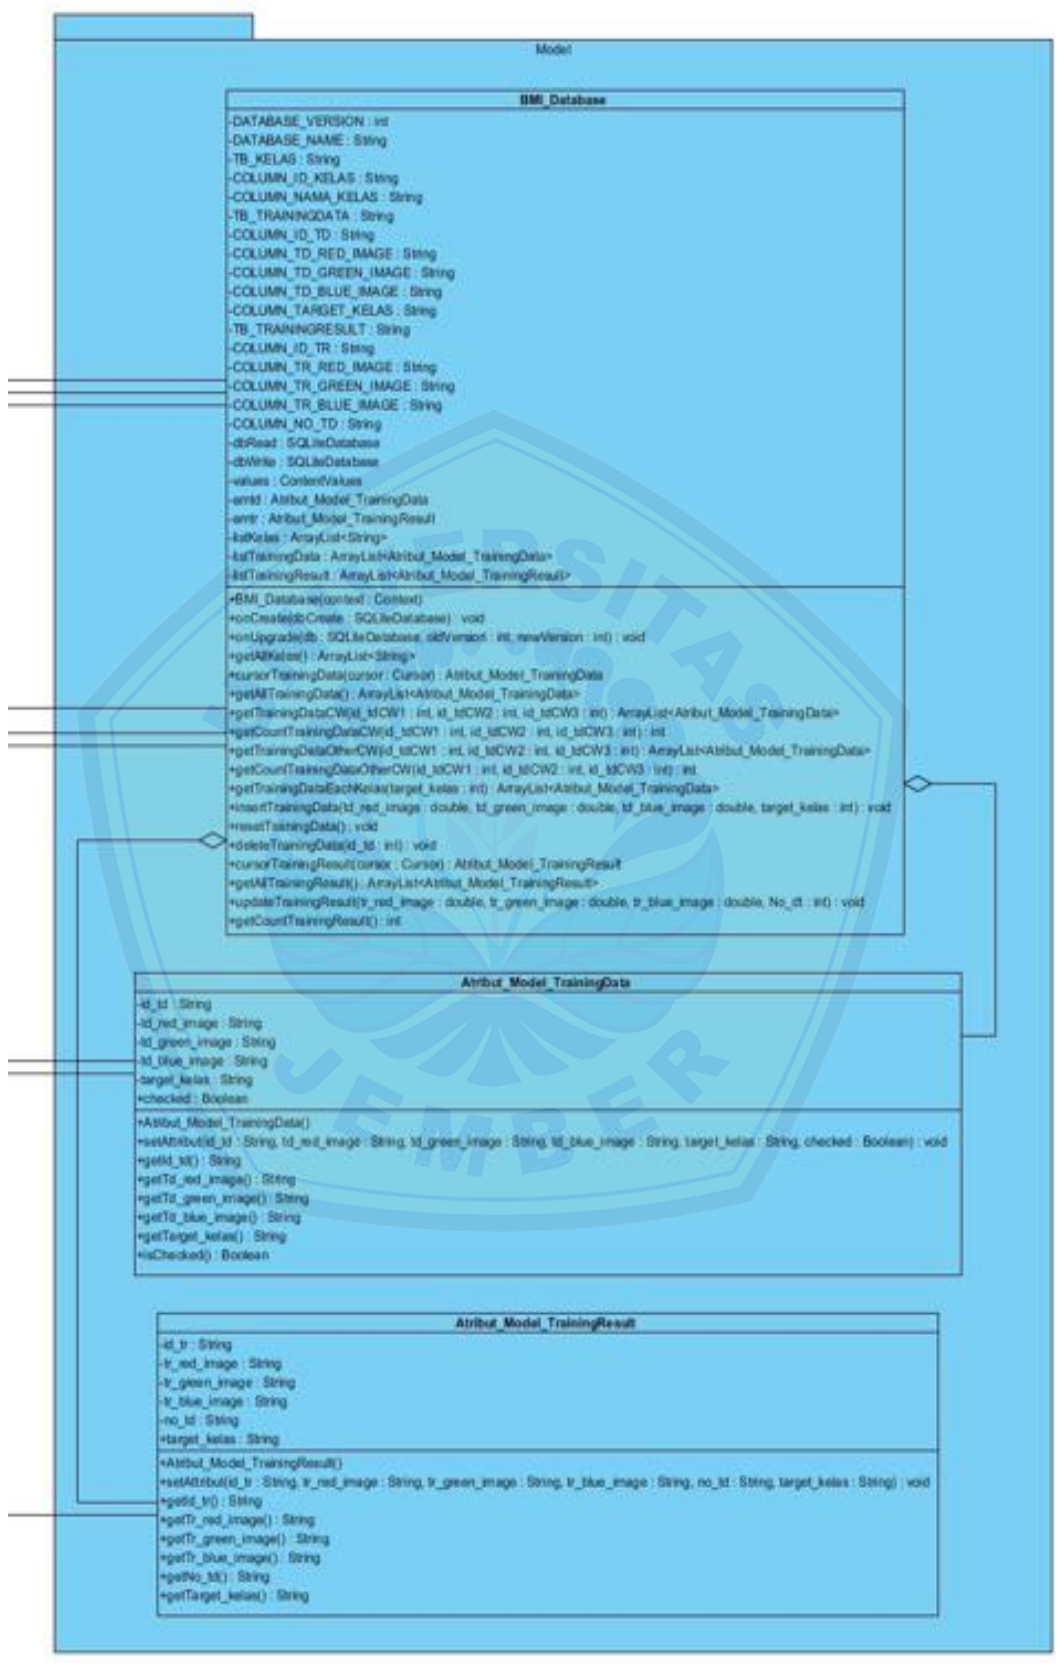 Model
BMI_Database
-DATABASE_VERSION : int
-DATABASE_NAME : String
-TB_KELAS : String
-COLUMN_ID_KELAS : String
-COLUMN_NAMA_KELAS : String
-TB_TRAININGDATA : String
-COLUMN_ID_TD : String
-COLUMN_TD_RED_IMAGE : String
-COLUMN_TD_GREEN_IMAGE : String
-COLUMN_TD_BLUE_IMAGE : String
-COLUMN_TARGET_KELAS : String
-TB_TRAININGRESULT : String
-COLUMN_ID_TR : String
-COLUMN_TR_RED_IMAGE : String
-COLUMN_TR_GREEN_IMAGE : String
-COLUMN_TR_BLUE_IMAGE : String
-COLUMN_NO_TD : String
-dbRead : SQLiteDatabase
-dbWrite : SQLiteDatabase
-values : ContentValues
-amtd : Atribut_Model_TrainingData
-amtr : Atribut_Model_TrainingResult
-listKelas : ArrayList<String>
-listTrainingData : ArrayList<Atribut_Model_TrainingData>
-listTrainingResult : ArrayList<Atribut_Model_TrainingResult>
+BMI_Database(context : Context)
+onCreate(dbCreate : SQLiteDatabase) : void
+onUpgrade(db : SQLiteDatabase, oldVersion : int, newVersion : int) : void
+getAllKelas() : ArrayList<String>
+cursorTrainingData(cursor : Cursor) : Atribut_Model_TrainingData
+getAllTrainingData() : ArrayList<Atribut_Model_TrainingData>
+getTrainingDataCW(id_tdCW1 : int, id_tdCW2 : int, id_tdCW3 : int) : ArrayList<Atribut_Model_TrainingData>
+getCountTrainingDataCW(id_tdCW1 : int, id_tdCW2 : int, id_tdCW3 : int) : int
+getTrainingDataOtherCW(id_tdCW1 : int, id_tdCW2 : int, id_tdCW3 : int) : ArrayList<Atribut_Model_TrainingData>
+getCountTrainingDataOtherCW(id_tdCW1 : int, id_tdCW2 : int, id_tdCW3 : int) : int
+getTrainingDataEachKelas(target_kelas : int) : ArrayList<Atribut_Model_TrainingData>
+insertTrainingData(td_red_image : double, td_green_image : double, td_blue_image : double, target_kelas : int) : void
+resetTrainingData() : void
+deleteTrainingData(id_td : int) : void
+cursorTrainingResult(cursor : Cursor) : Atribut_Model_TrainingResult
+getAllTrainingResult() : ArrayList<Atribut_Model_TrainingResult>
+updateTrainingResult(tr_red_image : double, tr_green_image : double, tr_blue_image : double, No_dt : int) : void
+getCountTrainingResult() : int
Atribut_Model_TrainingData
-id_td : String
-td_red_image : String
-td_green_image : String
-td_blue_image : String
-target_kelas : String
+checked : Boolean
+Atribut_Model_TrainingData()
+setAttribut(id_td : String, td_red_image : String, td_green_image : String, td_blue_image : String, target_kelas : String, checked : Boolean) : void
+getId_td() : String
+getTd_red_image() : String
+getTd_green_image() : String
+getTd_blue_image() : String
+getTarget_kelas() : String
+isChecked() : Boolean
Atribut_Model_TrainingResult
-id_tr : String
-tr_red_image : String
-tr_green_image : String
-tr_blue_image : String
-no_td : String
+target_kelas : String
+Atribut_Model_TrainingResult()
+setAttribut(id_tr : String, tr_red_image : String, tr_green_image : String, tr_blue_image : String, no_td : String, target_kelas : String) : void
+getId_tr() : String
+getTr_red_image() : String
+getTr_green_image() : String
+getTr_blue_image() : String
+getNo_td() : String
+getTarget_kelas() : String
JEMBER